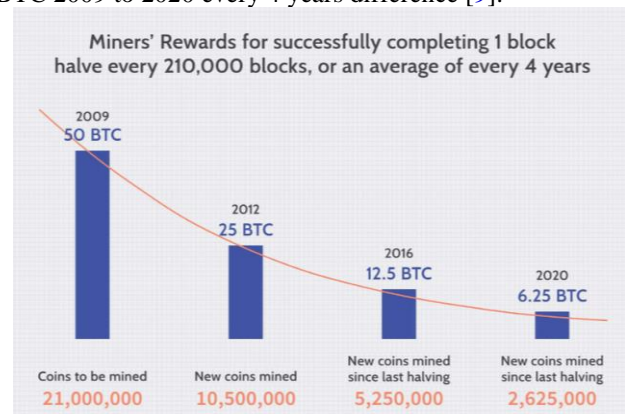 BTC 2009 to 2020 every 4 years difference [9].
Miners' Rewards for successfully completing 1 block
halve every 210,000 blocks, or an average of every 4 years
2009
50 BTC
2012
25 BTC
2016
12.5 BTC
2020
6.25 BTC
Coins to be mined
21,000,000
New coins mined
10,500,000
New coins mined
since last halving
5,250,000
New coins mined
since last halving
2,625,000